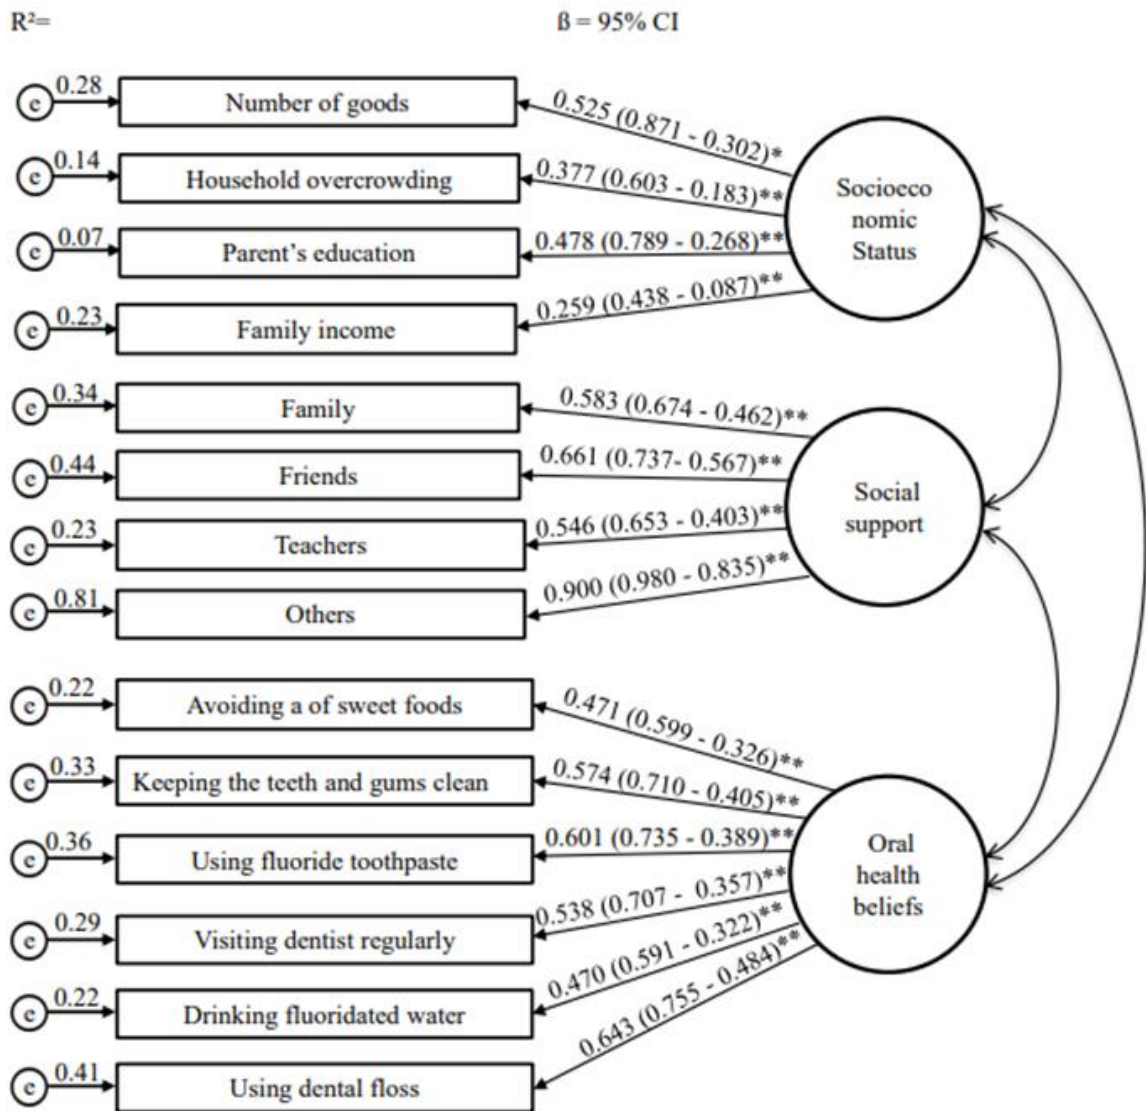 R²= ß = 95% CI
e 0.28 Number of goods 0.525 (0.871 - 0.302)*
e 0.14 Household overcrowding 0.377 (0.603 - 0.183)**
e 0.07 Parent's education 0.478 (0.789 - 0.268)**
e 0.23 Family income 0.259 (0.438 - 0.087)**
Socioeco
nomic
Status
e 0.34 Family 0.583 (0.674 - 0.462)**
e 0.44 Friends 0.661 (0.737- 0.567)**
e 0.23 Teachers 0.546 (0.653 - 0.403)**
e 0.81 Others 0.900 (0.980 - 0.835)**
Social
support
e 0.22 Avoiding a of sweet foods 0.471 (0.599 - 0.326)**
e 0.33 Keeping the teeth and gums clean 0.574 (0.710 - 0.405)**
e 0.36 Using fluoride toothpaste 0.601 (0.735 - 0.389)**
e 0.29 Visiting dentist regularly 0.538 (0.707 - 0.357)**
e 0.22 Drinking fluoridated water 0.470 (0.591 - 0.322)**
e 0.41 Using dental floss 0.643 (0.755 - 0.484)**
Oral
health
beliefs